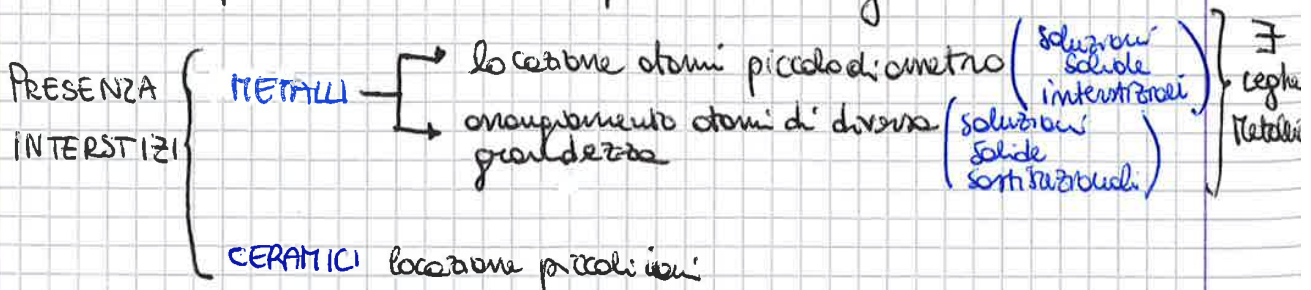 PRESENZA
INTERSTIZI
METALLI
locazione atomi piccolo diametro (soluzioni
solide
interstiziali)
atomi di diversa
grandezza
(soluzioni
solide
sostituzionali)
∃
leghe
Metalliche
CERAMICI locazione piccoli ioni